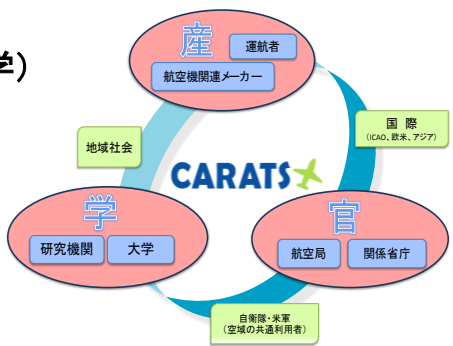 学)
産
運航者
航空機関連メーカー
国 際
(ICAO、欧米、アジア)
地域社会
CARATS
学
研究機関
大学
官
航空局
関係省庁
自衛隊・米軍
(空域の共通利用者)